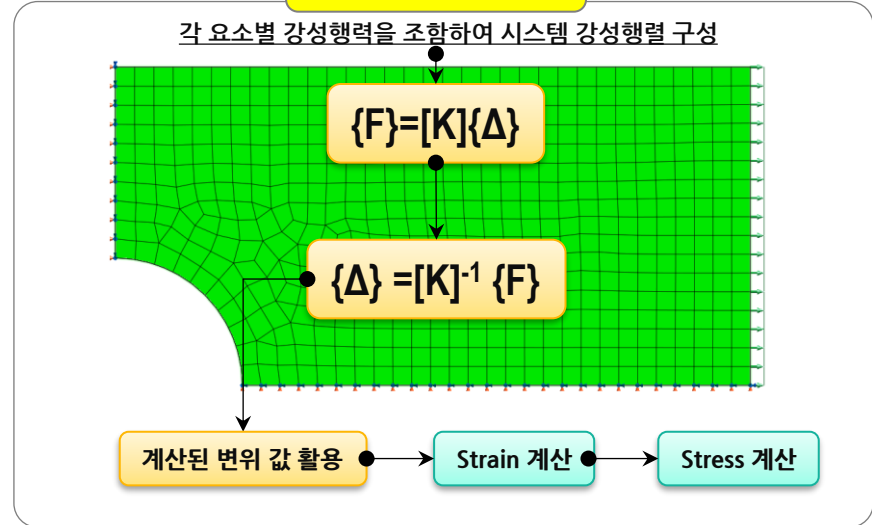 각 요소별 강성행력을 조합하여 시스템 강성행렬 구성
{F}=[K]{Δ}
{Δ} =[K]-1 {F}
계산된 변위 값 활용
Strain 계산
Stress 계산